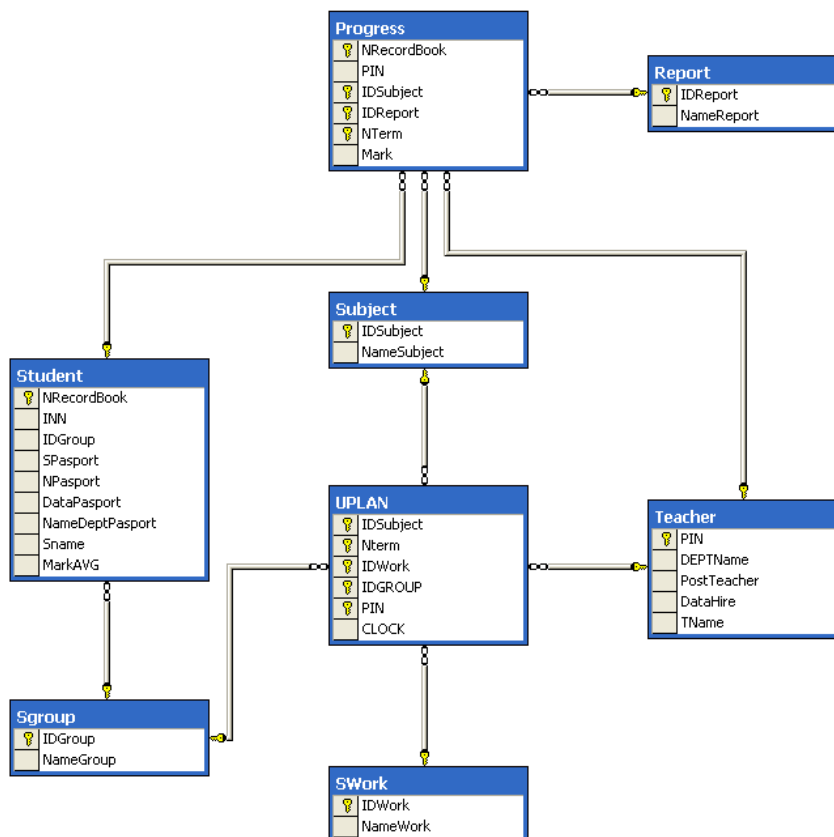 Progress
NRecordBook
PIN
IDSubject
IDReport
NTerm
Mark
Report
IDReport
NameReport
Subject
IDSubject
NameSubject
Student
NRecordBook
INN
IDGroup
SPasport
NPasport
DataPasport
NameDeptPasport
Sname
MarkAVG
UPLAN
IDSubject
Nterm
IDWork
IDGROUP
PIN
CLOCK
Teacher
PIN
DEPTName
PostTeacher
DataHire
TName
Sgroup
IDGroup
NameGroup
SWork
IDWork
NameWork